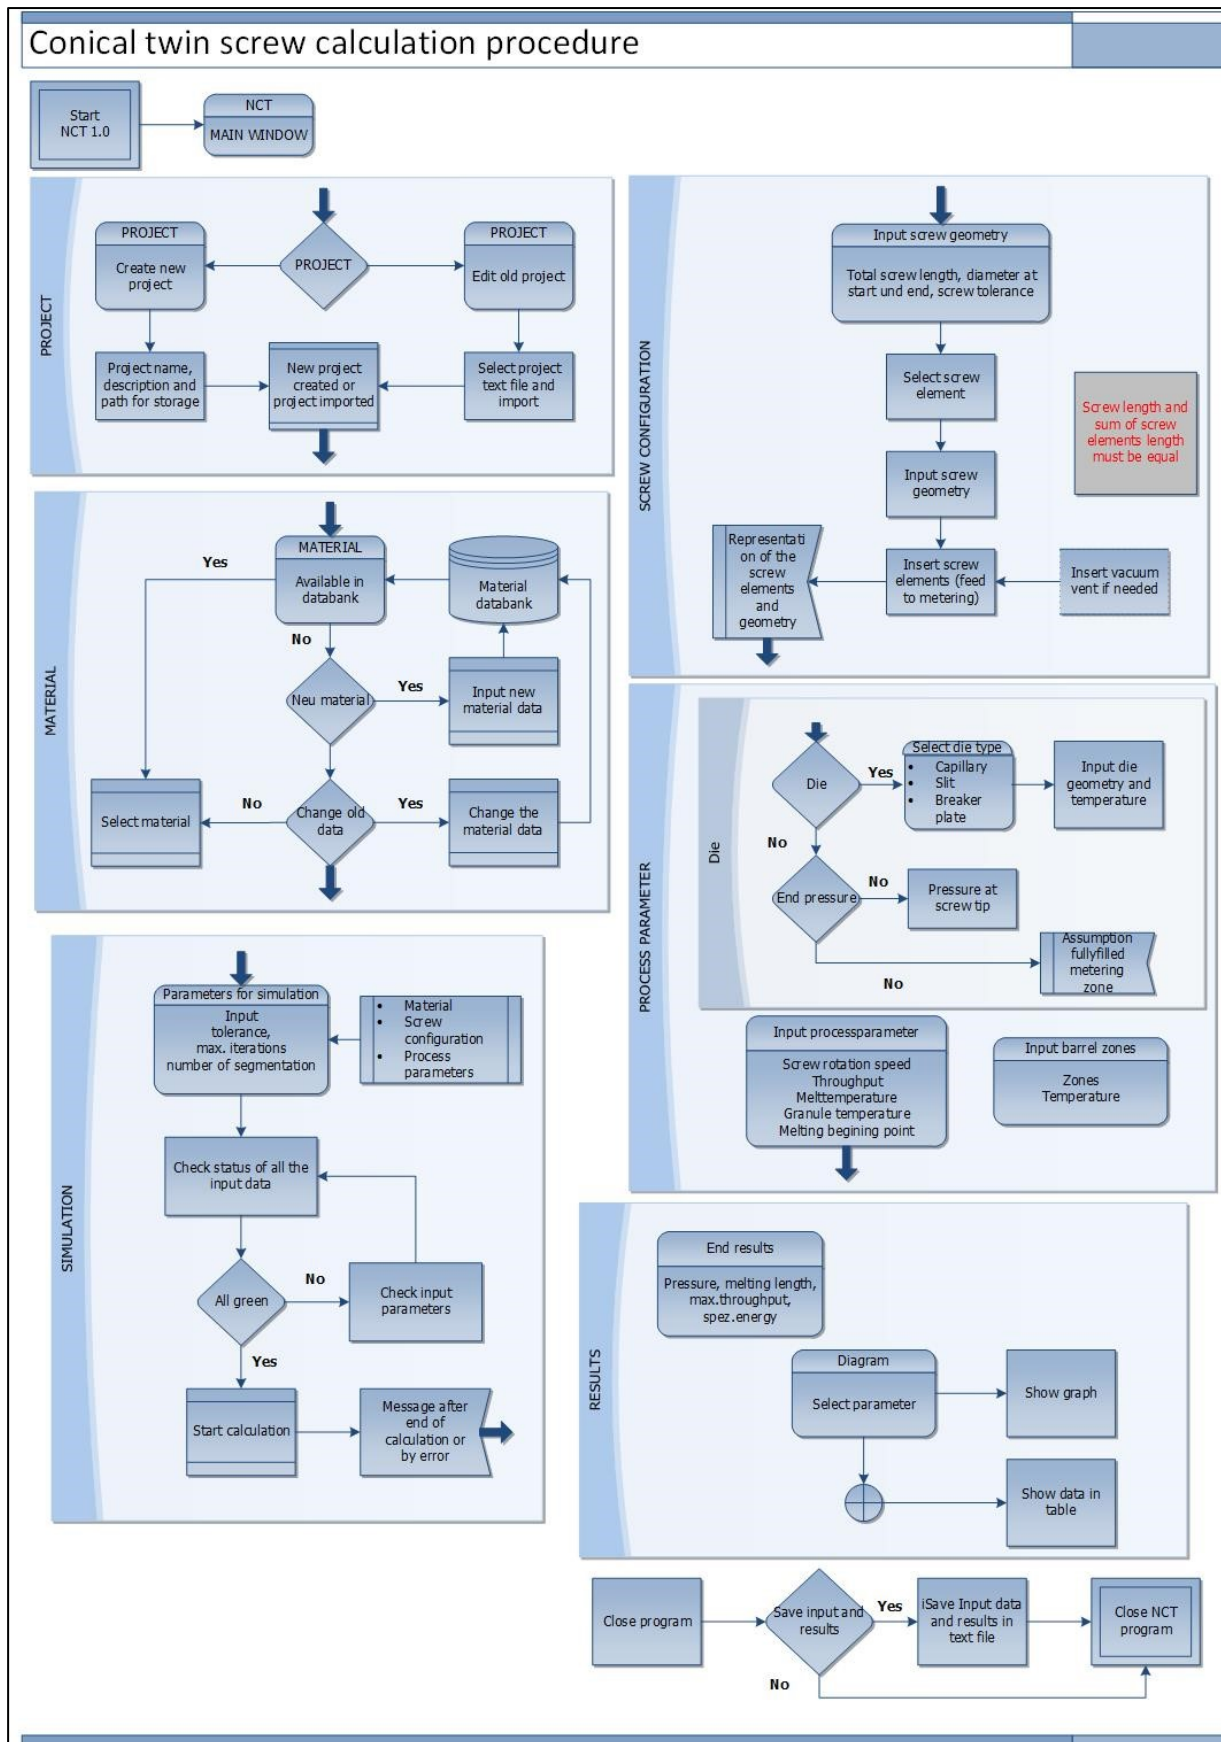 Conical twin screw calculation procedure
Start
NCT 1.0
NCT
MAIN WINDOW
PROJECT
PROJECT
Create new
project
PROJECT
PROJECT
Edit old project
Project name,
description and
path for storage
New project
created or
project imported
Select project
text file and
import
MATERIAL
Yes
MATERIAL
Available in
databank
Material
databank
No
Neu material
Yes
Input new
material data
Select material
No
Change old
data
Yes
Change the
material data
SCREW CONFIGURATION
Input screw geometry
Total screw length, diameter at
start und end, screw tolerance
Select screw
element
Screw length and
sum of screw
elements length
must be equal
Input screw
geometry
Representati
on of the
screw
elements
and
geometry
Insert screw
elements (feed
to metering)
Insert vacuum
vent if needed
PROCESS PARAMETER
Die
Die
Yes
Select die type
• Capillary
• Slit
• Breaker
plate
Input die
geometry and
temperature
No
End pressure
No
Pressure at
screw tip
No
Assumption
fullyfilled
metering
zone
Input processparameter
Screw rotation speed
Throughput
Melttemperature
Granule temperature
Melting begining point
Input barrel zones
Zones
Temperature
SIMULATION
Parameters for simulation
Input
tolerance,
max. iterations
number of segmentation
• Material
• Screw
configuration
• Process
parameters
Check status of all the
input data
All green
No
Check input
parameters
Yes
Start calculation
Message after
end of
calculation or
by error
RESULTS
End results
Pressure, melting length,
max.throughput,
spez.energy
Diagram
Select parameter
Show graph
Show data in
table
Close program
Save input and
results
Yes
iSave Input data
and results in
text file
Close NCT
program
No